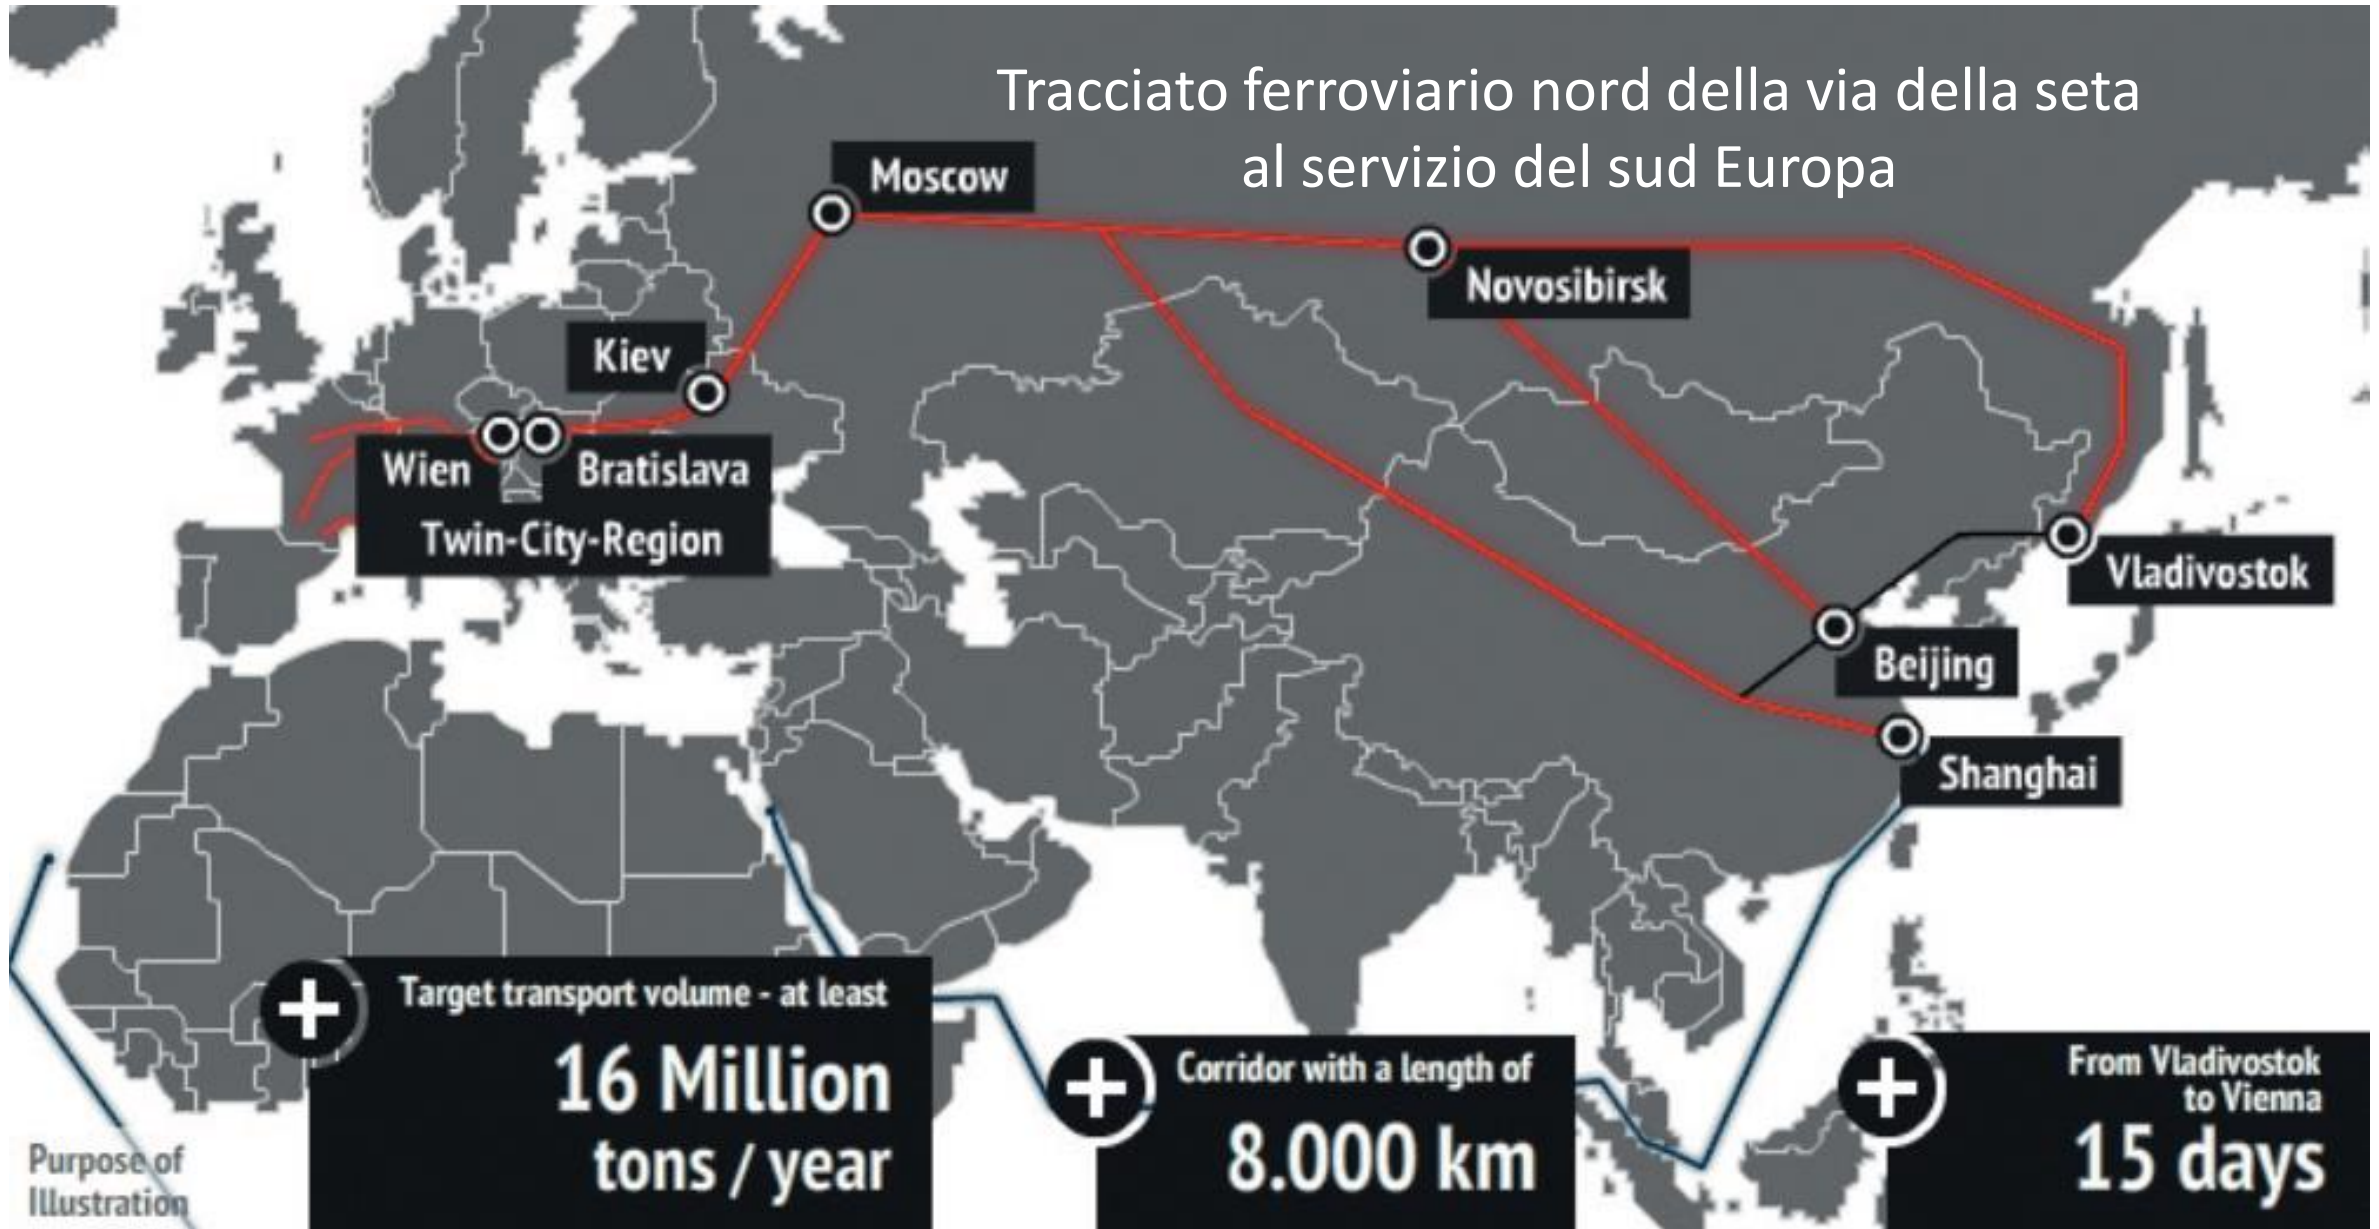 Tracciato ferroviario nord della via della seta
al servizio del sud Europa
Moscow
Novosibirsk
Kiev
Wien
Bratislava
Twin-City-Region
Vladivostok
Beijing
Shanghai
Target transport volume - at least
16 Million
tons / year
Corridor with a length of
8.000 km
From Vladivostok
to Vienna
15 days
Purpose of
Illustration